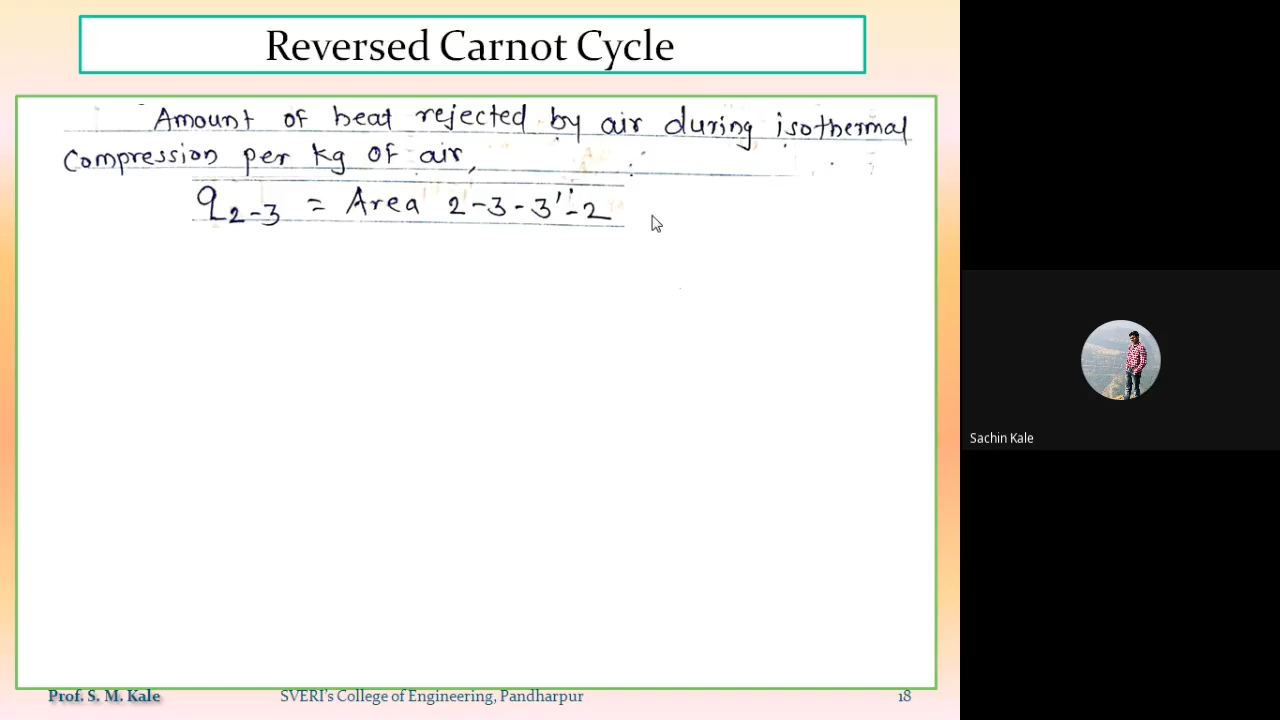 Reversed Carnot Cycle
Amount of heat rejected by air during isothermal
compression per kg of air,
q2-3 = Area 2-3-3'-2
Sachin Kale
Prof. S. M. Kale SVERI's College of Engineering, Pandharpur 18